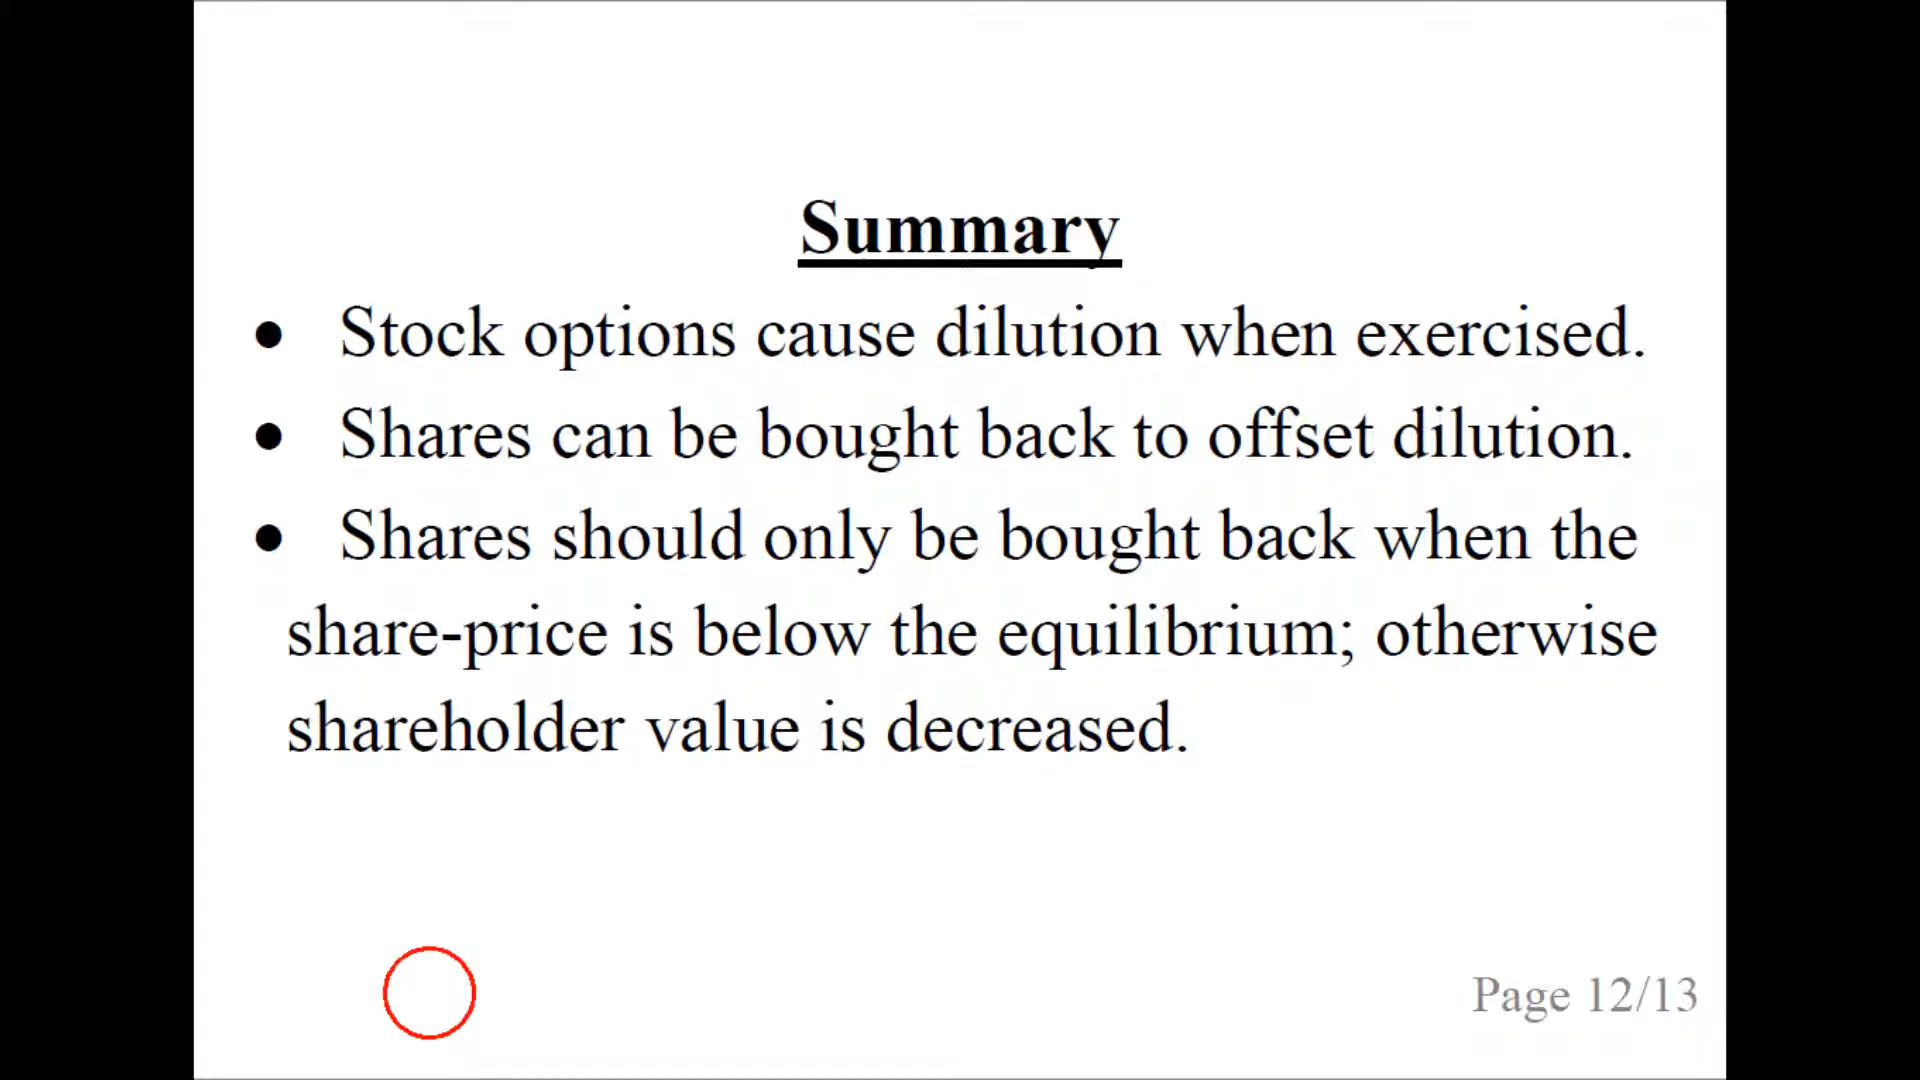 Summary
● Stock options cause dilution when exercised.
● Shares can be bought back to offset dilution.
● Shares should only be bought back when the
share-price is below the equilibrium; otherwise
shareholder value is decreased.
Page 12/13